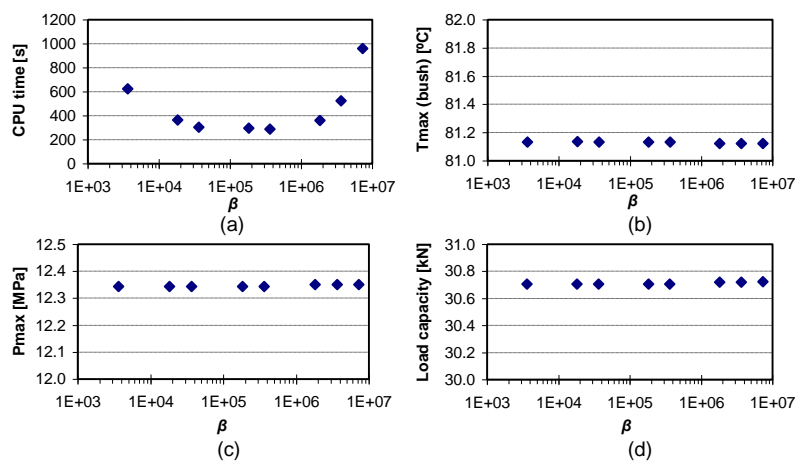 CPU time [s]
1200
1000
800
600
400
200
0
1E+03 1E+04 1E+05 1E+06 1E+07
β
(a)
Tmax (bush) [ºC]
82.0
81.8
81.6
81.4
81.2
81.0
1E+03 1E+04 1E+05 1E+06 1E+07
β
(b)
Pmax [MPa]
12.5
12.4
12.3
12.2
12.1
12.0
1E+03 1E+04 1E+05 1E+06 1E+07
β
(c)
Load capacity [kN]
31.0
30.8
30.6
30.4
30.2
30.0
1E+03 1E+04 1E+05 1E+06 1E+07
β
(d)